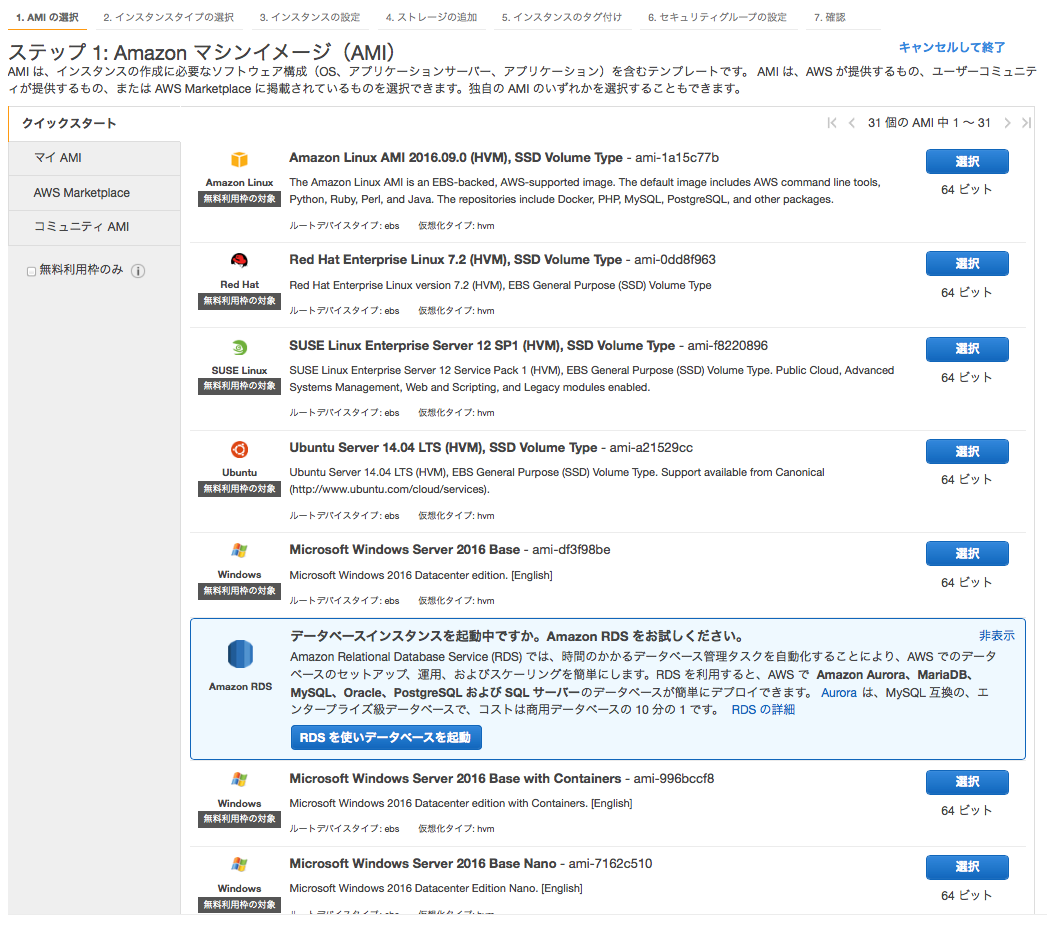 1. AMI の選択 2. インスタンスタイプの選択 3. インスタンスの設定 4. ストレージの追加 5. インスタンスのタグ付け 6. セキュリティグループの設定 7. 確認
ステップ 1: Amazon マシンイメージ（AMI）
キャンセルして終了
AMI は、インスタンスの作成に必要なソフトウェア構成（OS、アプリケーションサーバー、アプリケーション）を含むテンプレートです。 AMI は、AWS が提供するもの、ユーザーコミュニテ
ィが提供するもの、または AWS Marketplace に掲載されているものを選択できます。独自の AMI のいずれかを選択することもできます。
クイックスタート
マイ AMI
AWS Marketplace
コミュニティ AMI
無料利用枠のみ
31 個の AMI 中 1 〜 31
Amazon Linux
無料利用枠の対象
Amazon Linux AMI 2016.09.0 (HVM), SSD Volume Type - ami-1a15c77b
The Amazon Linux AMI is an EBS-backed, AWS-supported image. The default image includes AWS command line tools,
Python, Ruby, Perl, and Java. The repositories include Docker, PHP, MySQL, PostgreSQL, and other packages.
ルートデバイスタイプ: ebs 仮想化タイプ: hvm
選択
64 ビット
Red Hat
無料利用枠の対象
Red Hat Enterprise Linux 7.2 (HVM), SSD Volume Type - ami-0dd8f963
Red Hat Enterprise Linux version 7.2 (HVM), EBS General Purpose (SSD) Volume Type
ルートデバイスタイプ: ebs 仮想化タイプ: hvm
選択
64 ビット
SUSE Linux
無料利用枠の対象
SUSE Linux Enterprise Server 12 SP1 (HVM), SSD Volume Type - ami-f8220896
SUSE Linux Enterprise Server 12 Service Pack 1 (HVM), EBS General Purpose (SSD) Volume Type. Public Cloud, Advanced
Systems Management, Web and Scripting, and Legacy modules enabled.
ルートデバイスタイプ: ebs 仮想化タイプ: hvm
選択
64 ビット
Ubuntu
無料利用枠の対象
Ubuntu Server 14.04 LTS (HVM), SSD Volume Type - ami-a21529cc
Ubuntu Server 14.04 LTS (HVM), EBS General Purpose (SSD) Volume Type. Support available from Canonical
(http://www.ubuntu.com/cloud/services).
ルートデバイスタイプ: ebs 仮想化タイプ: hvm
選択
64 ビット
Windows
無料利用枠の対象
Microsoft Windows Server 2016 Base - ami-df3f98be
Microsoft Windows 2016 Datacenter edition. [English]
ルートデバイスタイプ: ebs 仮想化タイプ: hvm
選択
64 ビット
Amazon RDS
データベースインスタンスを起動中ですか。Amazon RDS をお試しください。
非表示
Amazon Relational Database Service (RDS) では、時間のかかるデータベース管理タスクを自動化することにより、AWS でのデータ
ベースのセットアップ、運用、およびスケーリングを簡単にします。RDS を利用すると、AWS で Amazon Aurora、MariaDB、
MySQL、Oracle、PostgreSQL および SQL サーバーのデータベースが簡単にデプロイできます。 Aurora は、MySQL 互換の、エ
ンタープライズ級データベースで、コストは商用データベースの 10 分の 1 です。 RDS の詳細
RDS を使いデータベースを起動
Windows
無料利用枠の対象
Microsoft Windows Server 2016 Base with Containers - ami-996bccf8
Microsoft Windows 2016 Datacenter edition with Containers. [English]
ルートデバイスタイプ: ebs 仮想化タイプ: hvm
選択
64 ビット
Windows
無料利用枠の対象
Microsoft Windows Server 2016 Base Nano - ami-7162c510
Microsoft Windows 2016 Datacenter Edition Nano. [English]
ルートデバイスタイプ: ebs 仮想化タイプ: hvm
選択
64 ビット